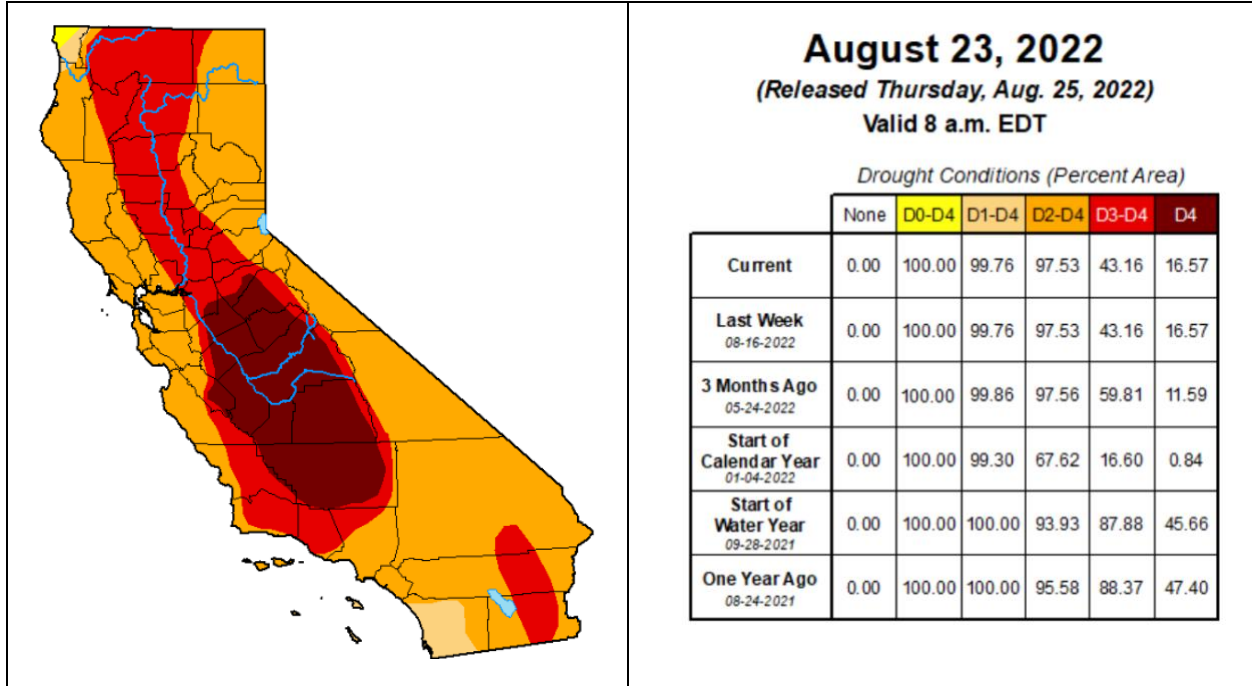 August 23, 2022
(Released Thursday, Aug. 25, 2022)
Valid 8 a.m. EDT
Drought Conditions (Percent Area)
None D0-D4 D1-D4 D2-D4 D3-D4 D4
Current 0.00 100.00 99.76 97.53 43.16 16.57
Last Week
08-16-2022 0.00 100.00 99.76 97.53 43.16 16.57
3 Months Ago
05-24-2022 0.00 100.00 99.86 97.56 59.81 11.59
Start of
Calendar Year
01-04-2022 0.00 100.00 99.30 67.62 16.60 0.84
Start of
Water Year
09-28-2021 0.00 100.00 100.00 93.93 87.88 45.66
One Year Ago
08-24-2021 0.00 100.00 100.00 95.58 88.37 47.40